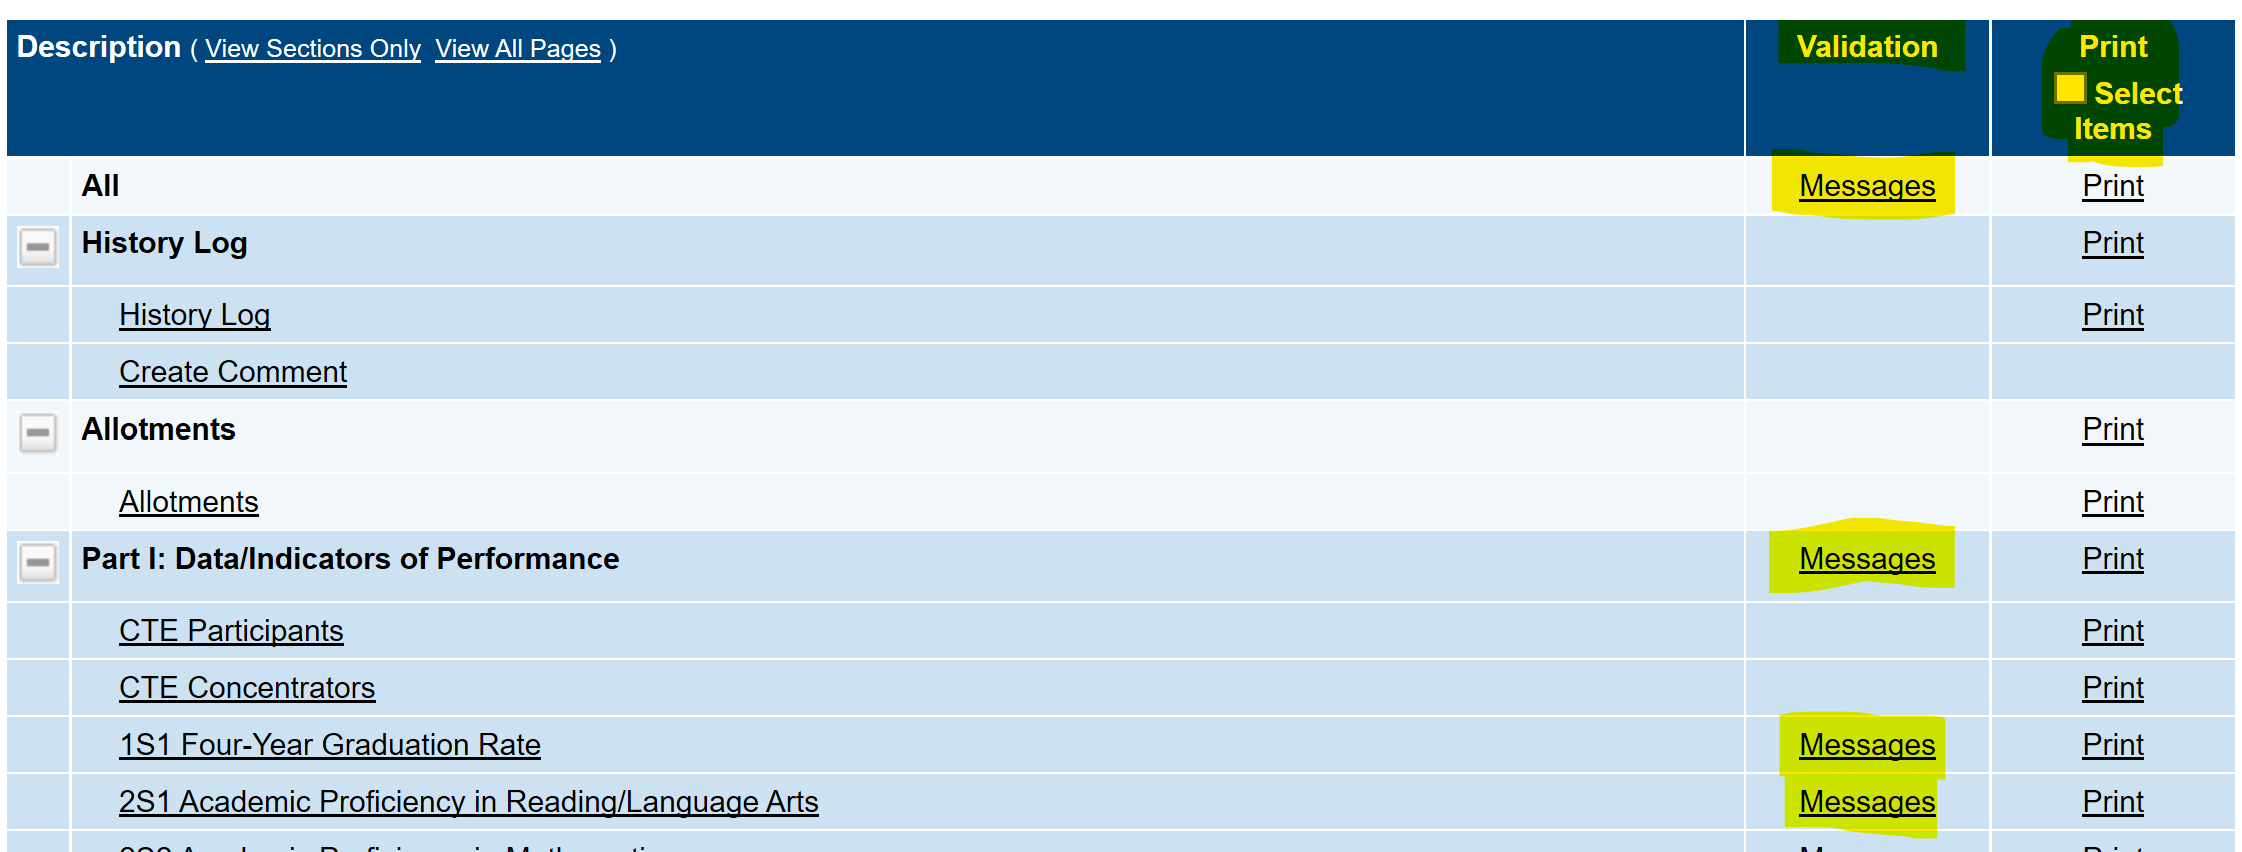 Description ( View Sections Only View All Pages ) Validation Print
Select
Items
All Messages Print
History Log Print
History Log Print
Create Comment
Allotments Print
Allotments Print
Part I: Data/Indicators of Performance Messages Print
CTE Participants Print
CTE Concentrators Print
1S1 Four-Year Graduation Rate Messages Print
2S1 Academic Proficiency in Reading/Language Arts Messages Print